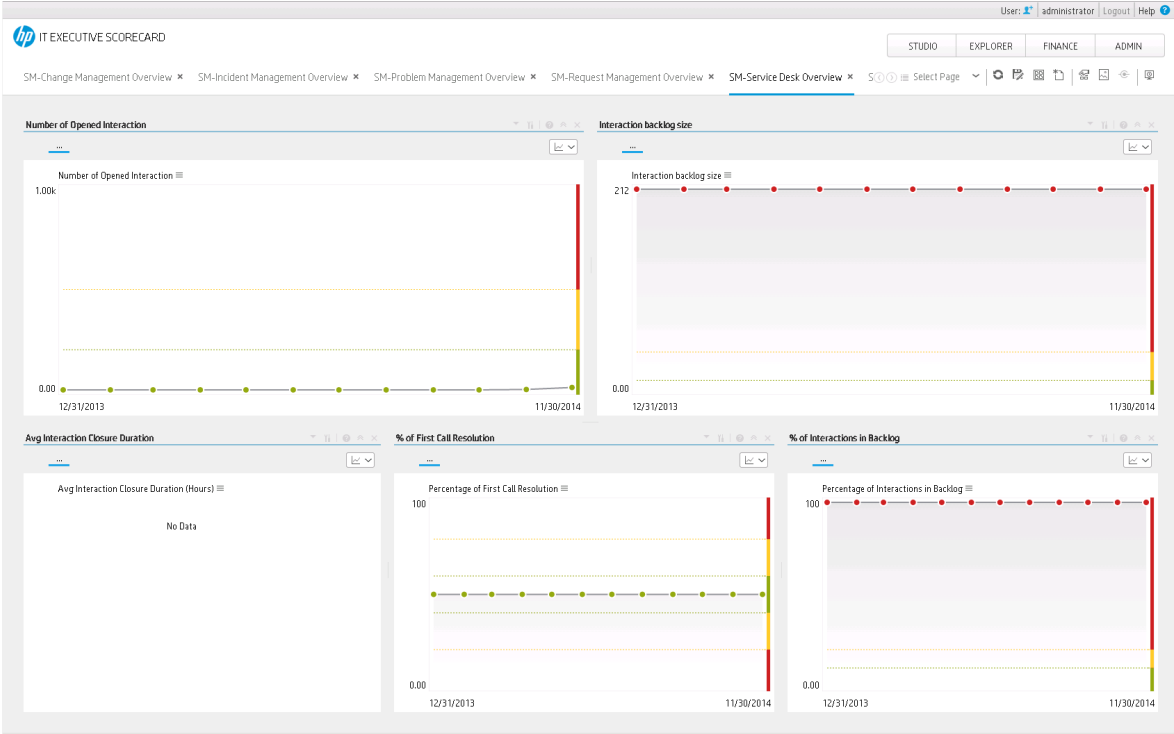 User: administrator Logout Help ?
hp IT EXECUTIVE SCORECARD
STUDIO EXPLORER FINANCE ADMIN
SM-Change Management Overview × SM-Incident Management Overview × SM-Problem Management Overview × SM-Request Management Overview × SM-Service Desk Overview × S Select Page
Number of Opened Interaction
...
Number of Opened Interaction
1.00k
0.00
12/31/2013 11/30/2014
Interaction backlog size
...
Interaction backlog size
212
0.00
12/31/2013 11/30/2014
Avg Interaction Closure Duration
...
Avg Interaction Closure Duration (Hours)
No Data
% of First Call Resolution
...
Percentage of First Call Resolution
100
0.00
12/31/2013 11/30/2014
% of Interactions in Backlog
...
Percentage of Interactions in Backlog
100
0.00
12/31/2013 11/30/2014